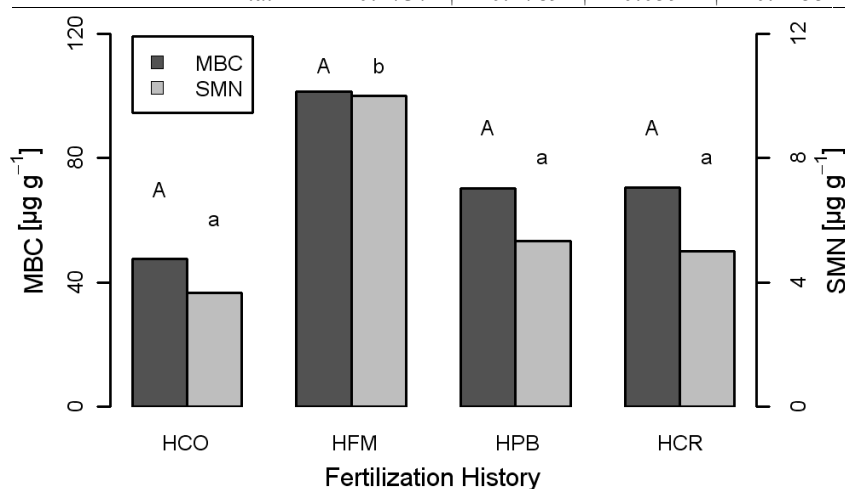 120
80
40
0
MBC [µg g⁻¹]
MBC
SMN
A
a
A
b
A
a
A
a
12
8
4
0
SMN [µg g⁻¹]
HCO HFM HPB HCR
Fertilization History